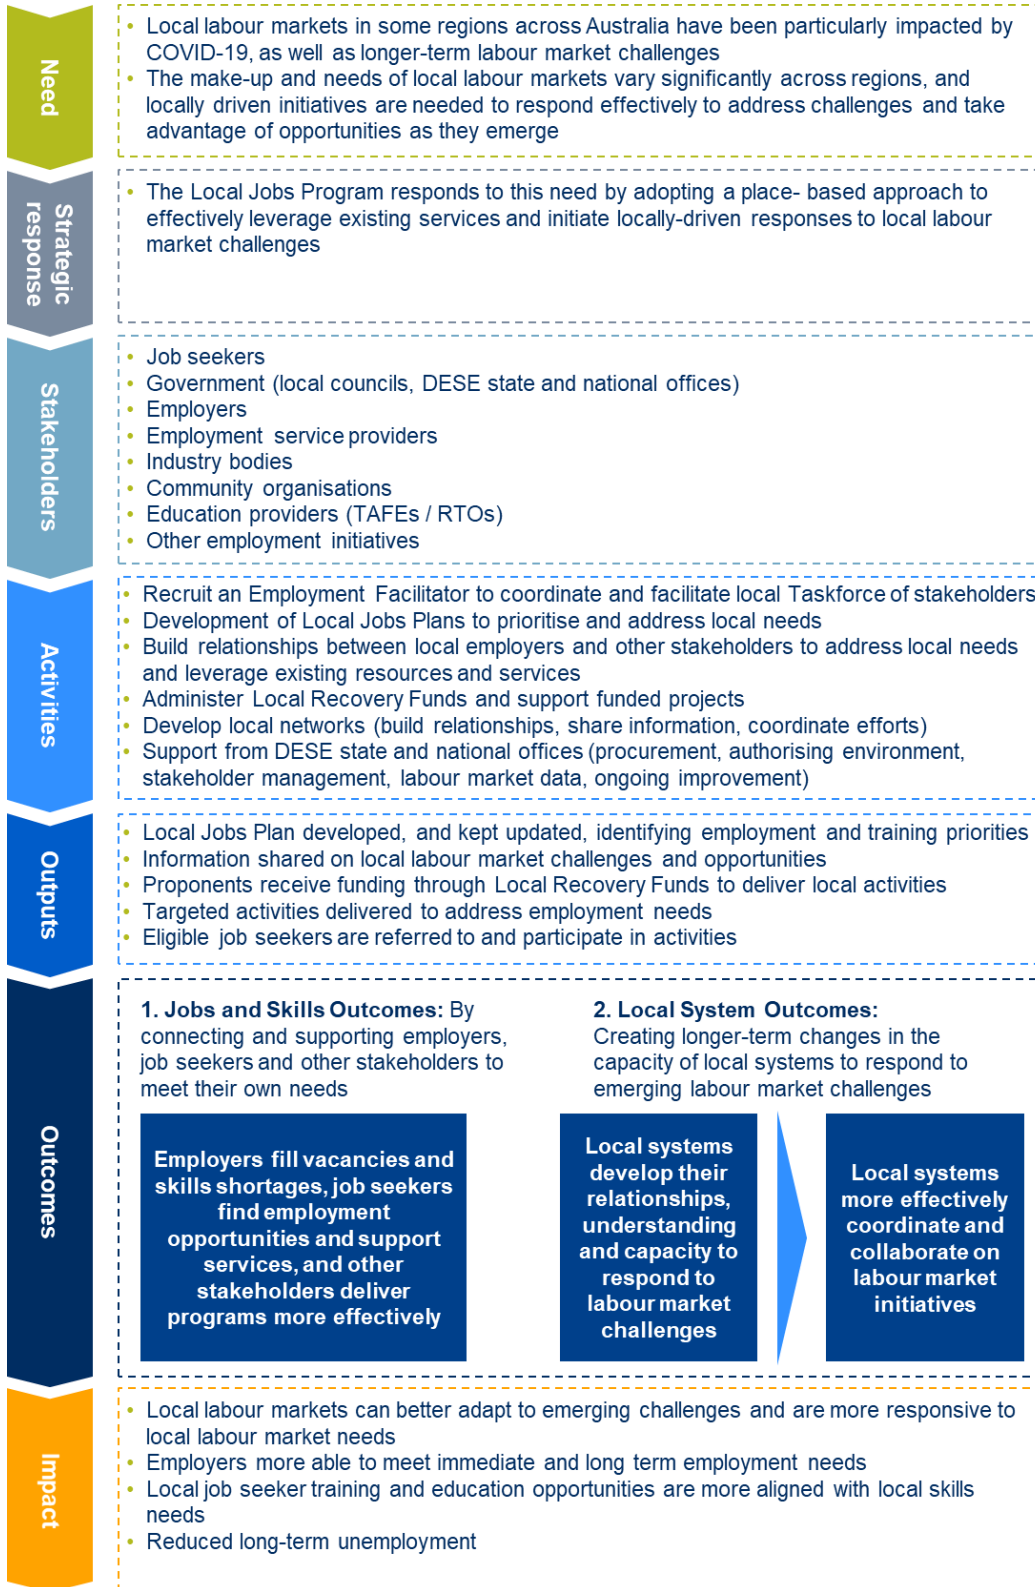 Need
• Local labour markets in some regions across Australia have been particularly impacted by
COVID-19, as well as longer-term labour market challenges
• The make-up and needs of local labour markets vary significantly across regions, and
locally driven initiatives are needed to respond effectively to address challenges and take
advantage of opportunities as they emerge
Strategic
response
• The Local Jobs Program responds to this need by adopting a place- based approach to
effectively leverage existing services and initiate locally-driven responses to local labour
market challenges
Stakeholders
• Job seekers
• Government (local councils, DESE state and national offices)
• Employers
• Employment service providers
• Industry bodies
• Community organisations
• Education providers (TAFEs / RTOs)
• Other employment initiatives
Activities
• Recruit an Employment Facilitator to coordinate and facilitate local Taskforce of stakeholders
• Development of Local Jobs Plans to prioritise and address local needs
• Build relationships between local employers and other stakeholders to address local needs
and leverage existing resources and services
• Administer Local Recovery Funds and support funded projects
• Develop local networks (build relationships, share information, coordinate efforts)
• Support from DESE state and national offices (procurement, authorising environment,
stakeholder management, labour market data, ongoing improvement)
Outputs
• Local Jobs Plan developed, and kept updated, identifying employment and training priorities
• Information shared on local labour market challenges and opportunities
• Proponents receive funding through Local Recovery Funds to deliver local activities
• Targeted activities delivered to address employment needs
• Eligible job seekers are referred to and participate in activities
Outcomes
1. Jobs and Skills Outcomes: By
connecting and supporting employers,
job seekers and other stakeholders to
meet their own needs
Employers fill vacancies and
skills shortages, job seekers
find employment
opportunities and support
services, and other
stakeholders deliver
programs more effectively
2. Local System Outcomes:
Creating longer-term changes in the
capacity of local systems to respond to
emerging labour market challenges
Local systems
develop their
relationships,
understanding
and capacity to
respond to
labour market
challenges
Local systems
more effectively
coordinate and
collaborate on
labour market
initiatives
Impact
• Local labour markets can better adapt to emerging challenges and are more responsive to
local labour market needs
• Employers more able to meet immediate and long term employment needs
• Local job seeker training and education opportunities are more aligned with local skills
needs
• Reduced long-term unemployment